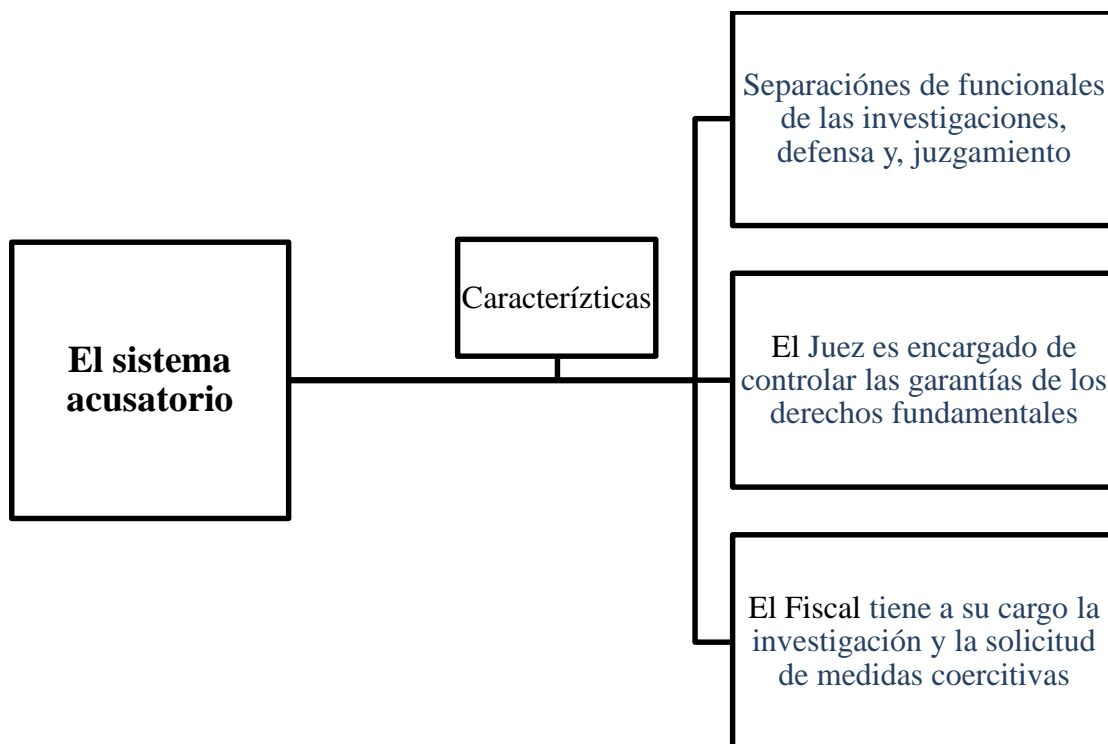 El sistema
acusatorio
Caracterízticas
Separaciónes de funcionales
de las investigaciones,
defensa y, juzgamiento
El Juez es encargado de
controlar las garantías de los
derechos fundamentales
El Fiscal tiene a su cargo la
investigación y la solicitud
de medidas coercitivas